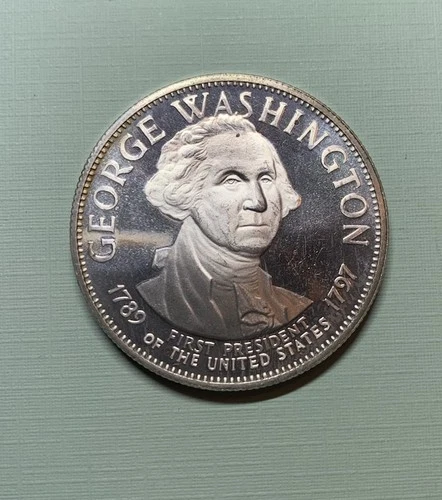 GEORGE WASHINGTON
1789
1797
FIRST PRESIDENT
OF THE UNITED STATES